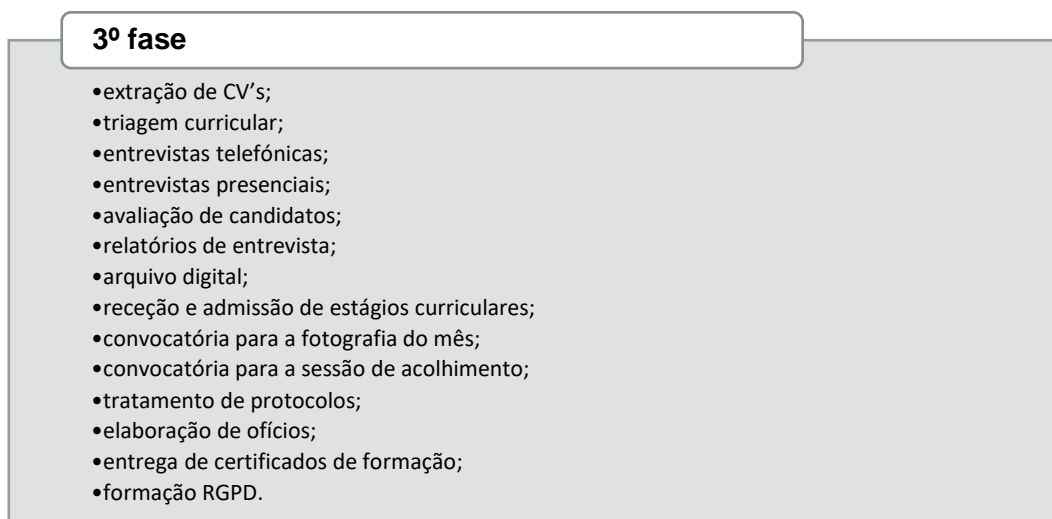 3º fase
•extração de CV’s;
•triagem curricular;
•entrevistas telefónicas;
•entrevistas presenciais;
•avaliação de candidatos;
•relatórios de entrevista;
•arquivo digital;
•receção e admissão de estágios curriculares;
•convocatória para a fotografia do mês;
•convocatória para a sessão de acolhimento;
•tratamento de protocolos;
•elaboração de ofícios;
•entrega de certificados de formação;
•formação RGPD.